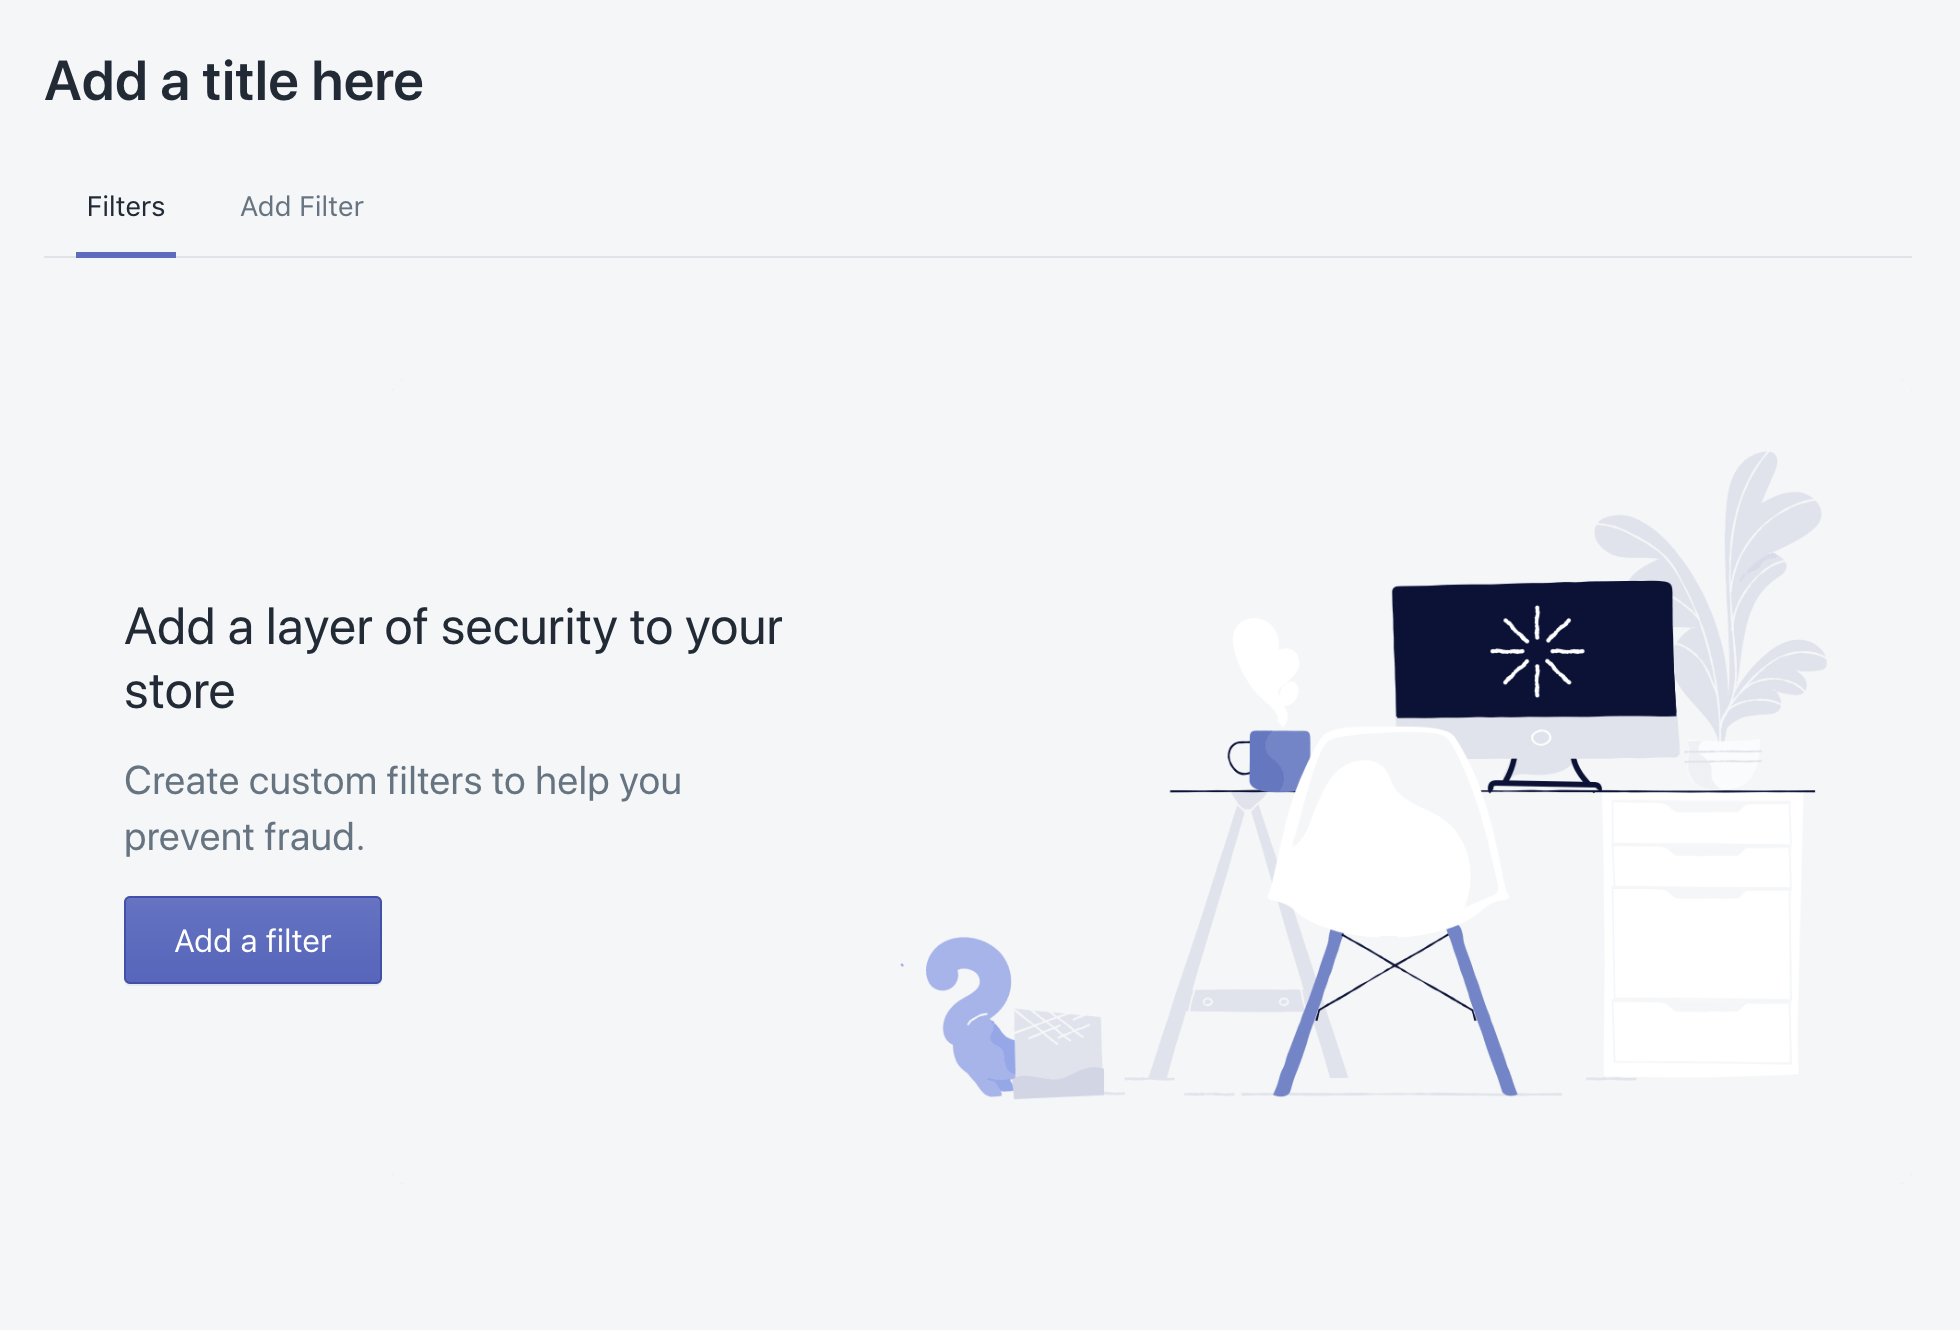 Add a title here
Filters
Add Filter
Add a layer of security to your
store
Create custom filters to help you
prevent fraud.
Add a filter